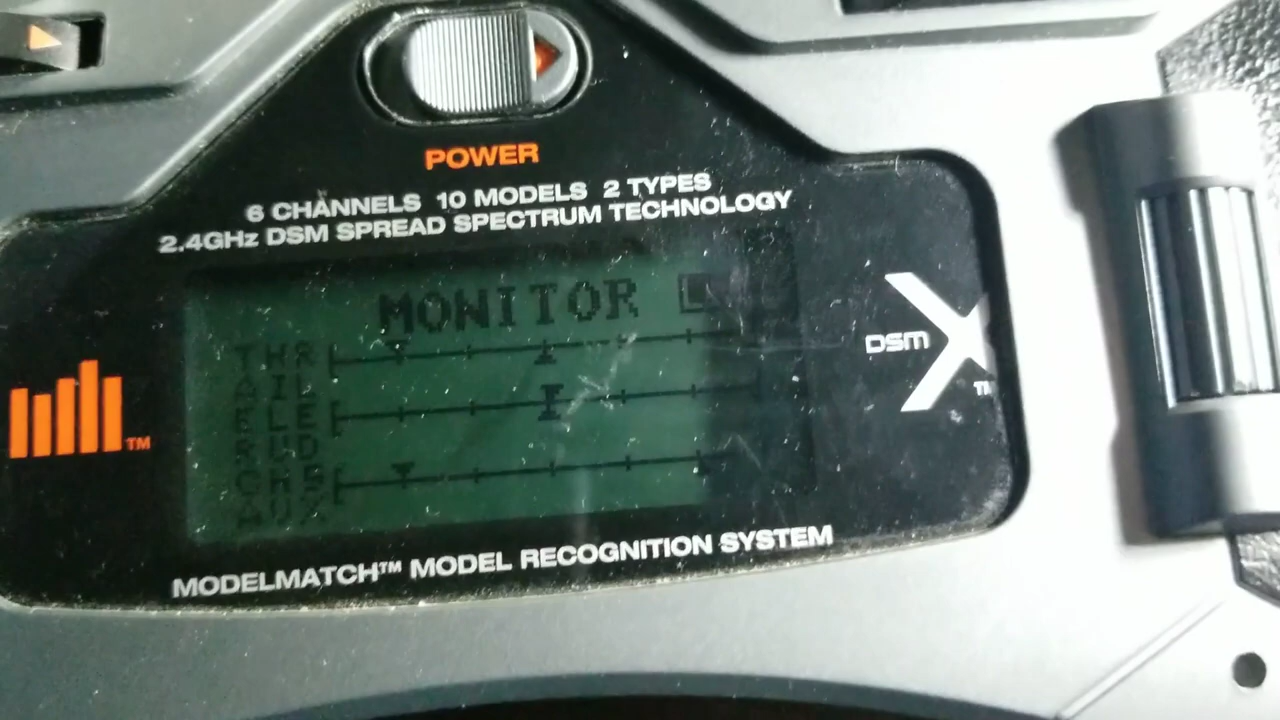 POWER
6 CHANNELS 10 MODELS 2 TYPES
2.4GHz DSM SPREAD SPECTRUM TECHNOLOGY
MONITOR
THR
AIL
ELE
RUD
AUX
DSM X TM
TM
MODELMATCH™ MODEL RECOGNITION SYSTEM